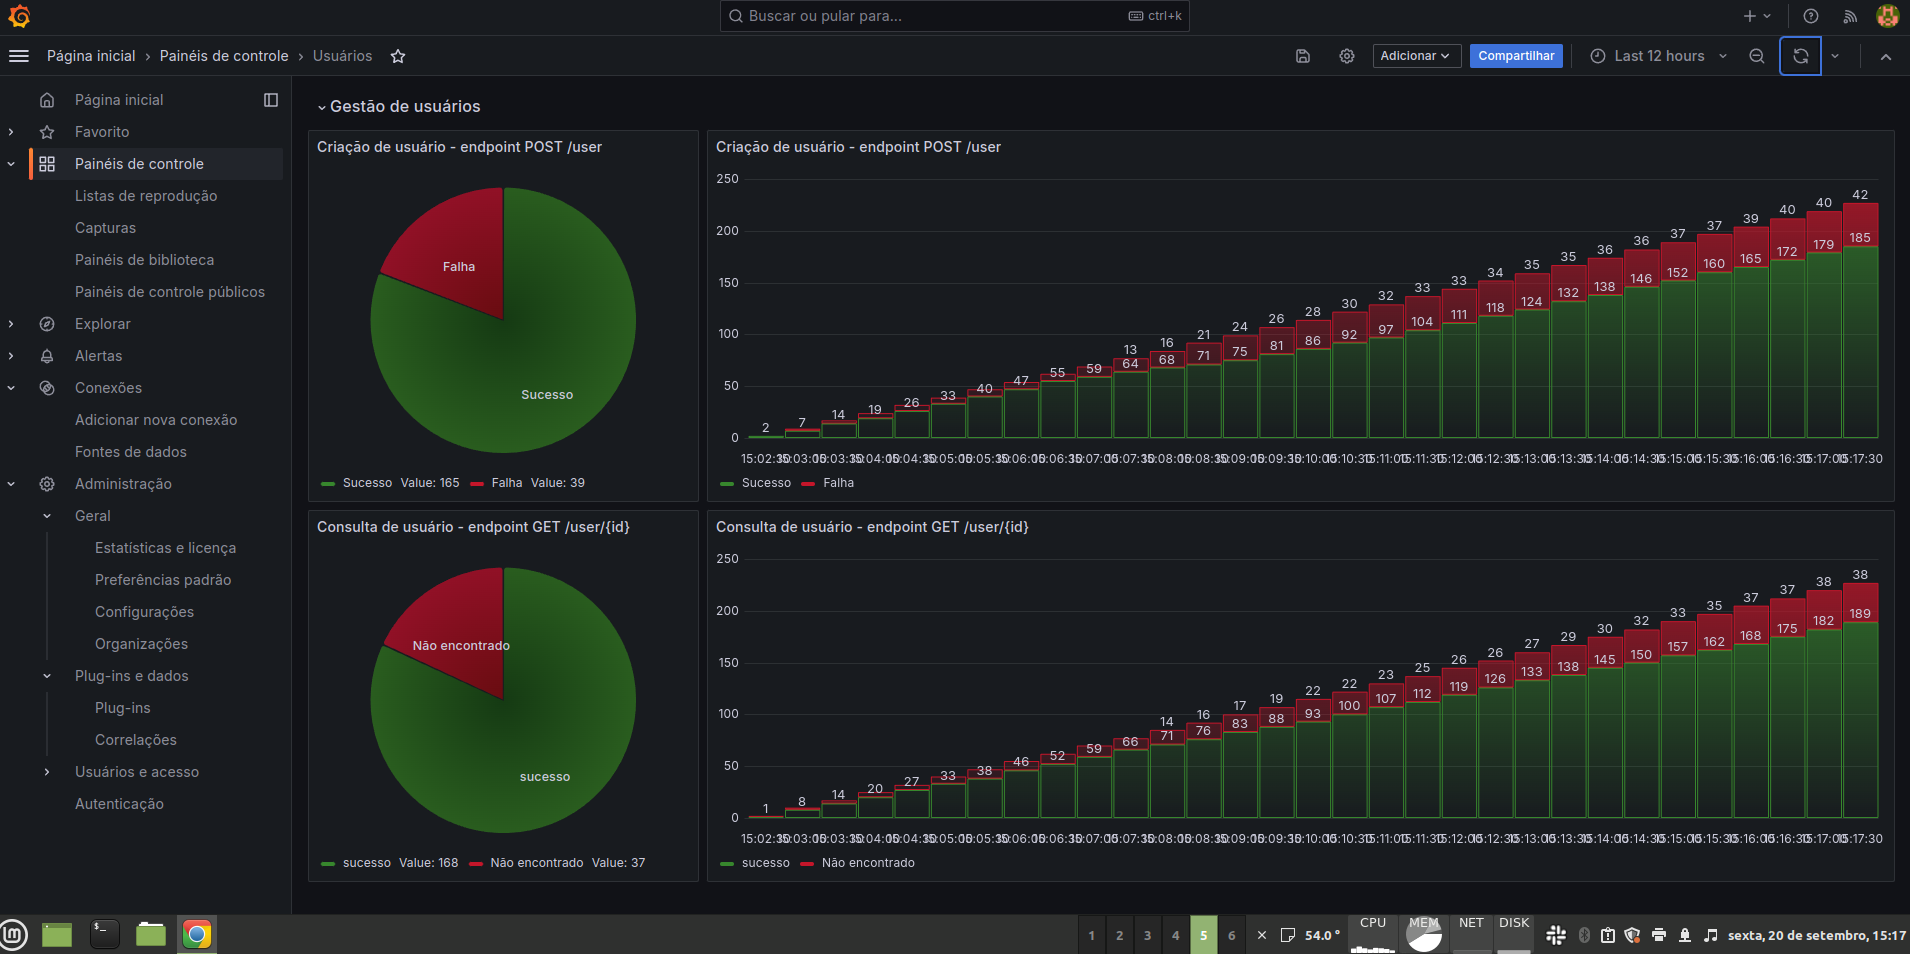 Buscar ou pular para... ctrl+k
Página inicial › Painéis de controle › Usuários
Adicionar
Compartilhar
Last 12 hours
Página inicial
Favorito
Painéis de controle
Listas de reprodução
Capturas
Painéis de biblioteca
Painéis de controle públicos
Explorar
Alertas
Conexões
Adicionar nova conexão
Fontes de dados
Administração
Geral
Estatísticas e licença
Preferências padrão
Configurações
Organizações
Plug-ins e dados
Plug-ins
Correlações
Usuários e acesso
Autenticação
Gestão de usuários
Criação de usuário - endpoint POST /user
Falha
Sucesso
Sucesso Value: 165 Falha Value: 39
Criação de usuário - endpoint POST /user
250
200
150
100
50
0
13 16 21 24 26 28 30 32 33 33 34 35 35 36 36 37 37 39 40 40 42
2 7 14 19 26 33 40 47 55 59 64 68 71 75 81 86 92 97 104 111 118 124 132 138 146 152 160 165 172 179 185
15:02:30 15:03:00 15:03:30 15:04:00 15:04:30 15:05:00 15:05:30 15:06:00 15:06:30 15:07:00 15:07:30 15:08:00 15:08:30 15:09:00 15:09:30 15:10:00 15:10:30 15:11:00 15:11:30 15:12:00 15:12:30 15:13:00 15:13:30 15:14:00 15:14:30 15:15:00 15:15:30 15:16:00 15:16:30 15:17:00 15:17:30
Sucesso Falha
Consulta de usuário - endpoint GET /user/{id}
Não encontrado
sucesso
sucesso Value: 168 Não encontrado Value: 37
Consulta de usuário - endpoint GET /user/{id}
250
200
150
100
50
0
14 16 17 19 22 22 23 25 26 26 27 29 30 32 33 35 37 37 38 38
1 8 14 20 27 33 38 46 52 59 66 71 76 83 88 93 100 107 112 119 126 133 138 145 150 157 162 168 175 182 189
15:02:30 15:03:00 15:03:30 15:04:00 15:04:30 15:05:00 15:05:30 15:06:00 15:06:30 15:07:00 15:07:30 15:08:00 15:08:30 15:09:00 15:09:30 15:10:00 15:10:30 15:11:00 15:11:30 15:12:00 15:12:30 15:13:00 15:13:30 15:14:00 15:14:30 15:15:00 15:15:30 15:16:00 15:16:30 15:17:00 15:17:30
sucesso Não encontrado
1 2 3 4 5 6 54.0 ° CPU MEM NET DISK sexta, 20 de setembro, 15:17